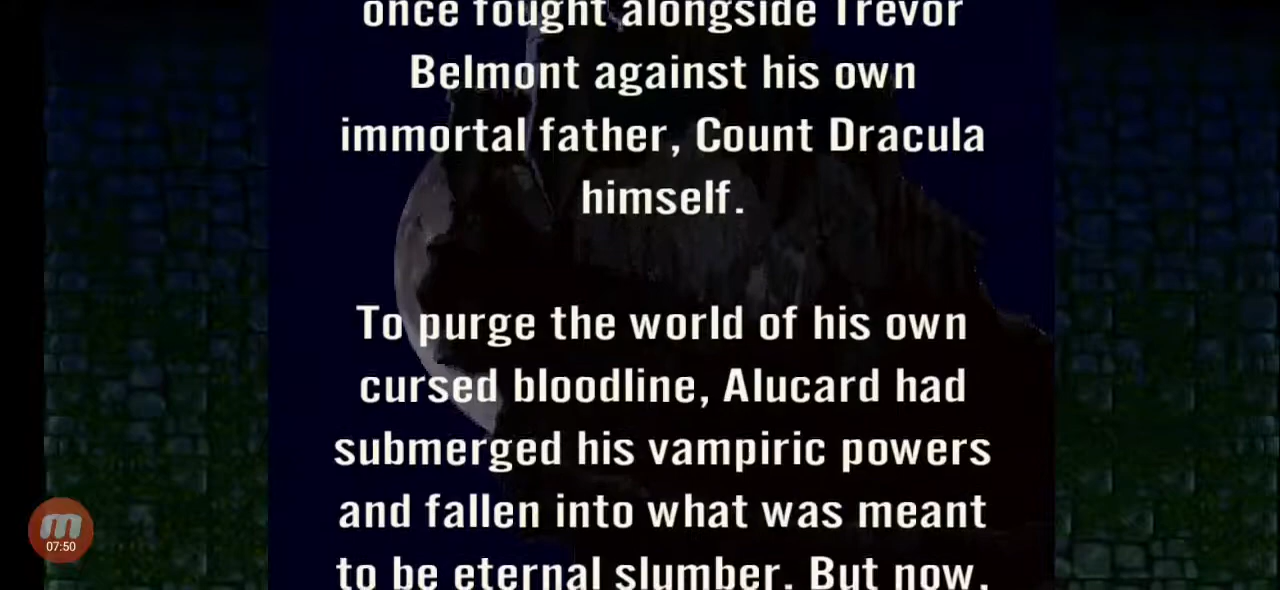 once fought alongside Trevor
Belmont against his own
immortal father, Count Dracula
himself.
To purge the world of his own
cursed bloodline, Alucard had
submerged his vampiric powers
and fallen into what was meant
to be eternal slumber. But now,
07:50